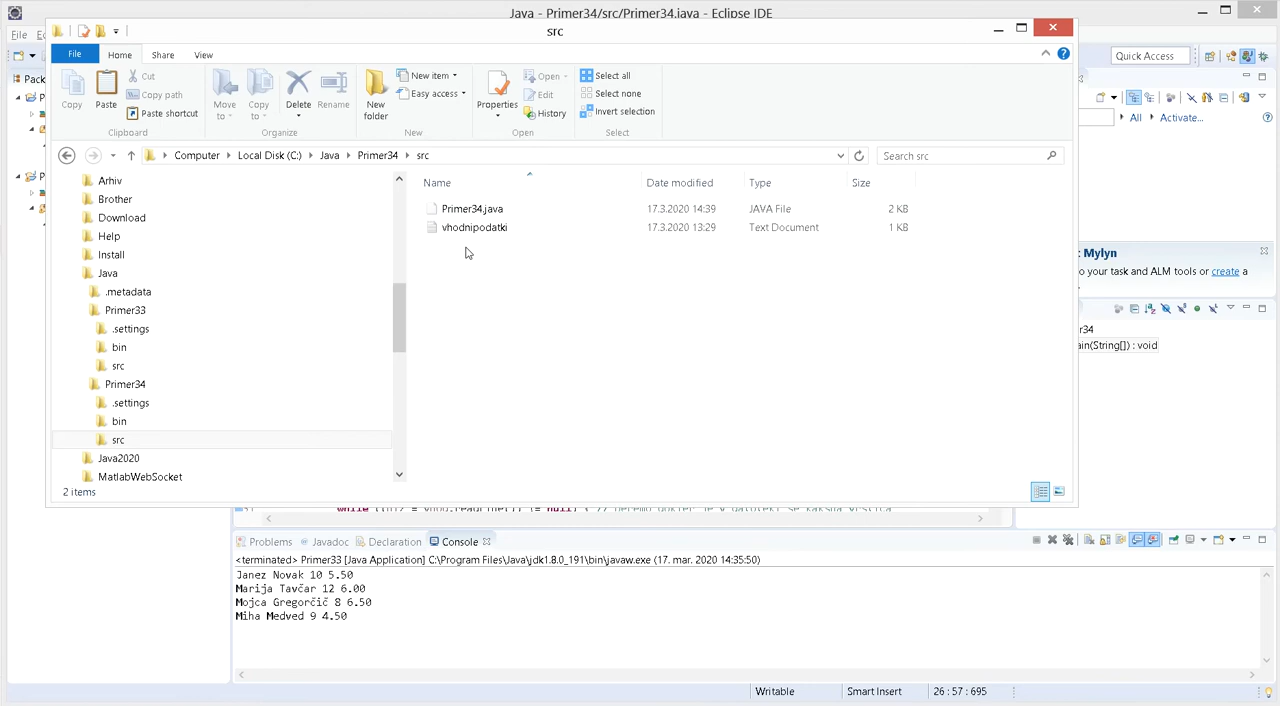 Java - Primer34/src/Primer34.java - Eclipse IDE
src
File
File
Home
Share
View
Quick Access
Copy
Paste
Cut
Copy path
Paste shortcut
Clipboard
Move to
Copy to
Delete
Rename
Organize
New folder
New item
Easy access
New
Properties
Open
Edit
History
Open
Select all
Select none
Invert selection
Select
All
Activate...
Pack
Computer
Local Disk (C:)
Java
Primer34
src
Search src
Name
Date modified
Type
Size
Primer34.java
17.3.2020 14:39
JAVA File
2 KB
vhodnipodatki
17.3.2020 13:29
Text Document
1 KB
Arhiv
Brother
Download
Help
Install
Java
.metadata
Primer33
.settings
bin
src
Primer34
.settings
bin
src
Java2020
MatlabWebSocket
2 items
Mylyn
to your task and ALM tools or create a
r34
ain(String[]) : void
Problems
Javadoc
Declaration
Console
<terminated> Primer33 [Java Application] C:\Program Files\Java\jdk1.8.0_191\bin\javaw.exe (17. mar. 2020 14:35:50)
Janez Novak 10 5.50
Marija Tavčar 12 6.00
Mojca Gregorčič 8 6.50
Miha Medved 9 4.50
Writable
Smart Insert
26 : 57 : 695